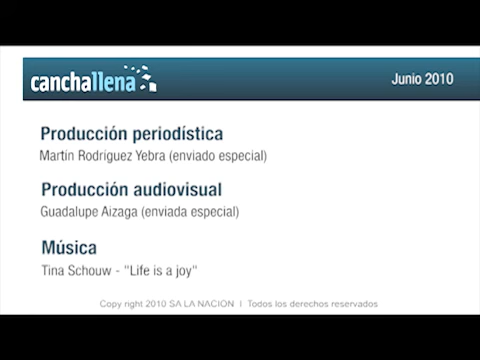 canchallena
Junio 2010
Producción periodística
Martín Rodriguez Yebra (enviado especial)
Producción audiovisual
Guadalupe Aizaga (enviada especial)
Música
Tina Schouw - "Life is a joy"
Copy right 2010 SA LA NACION I Todos los derechos reservados